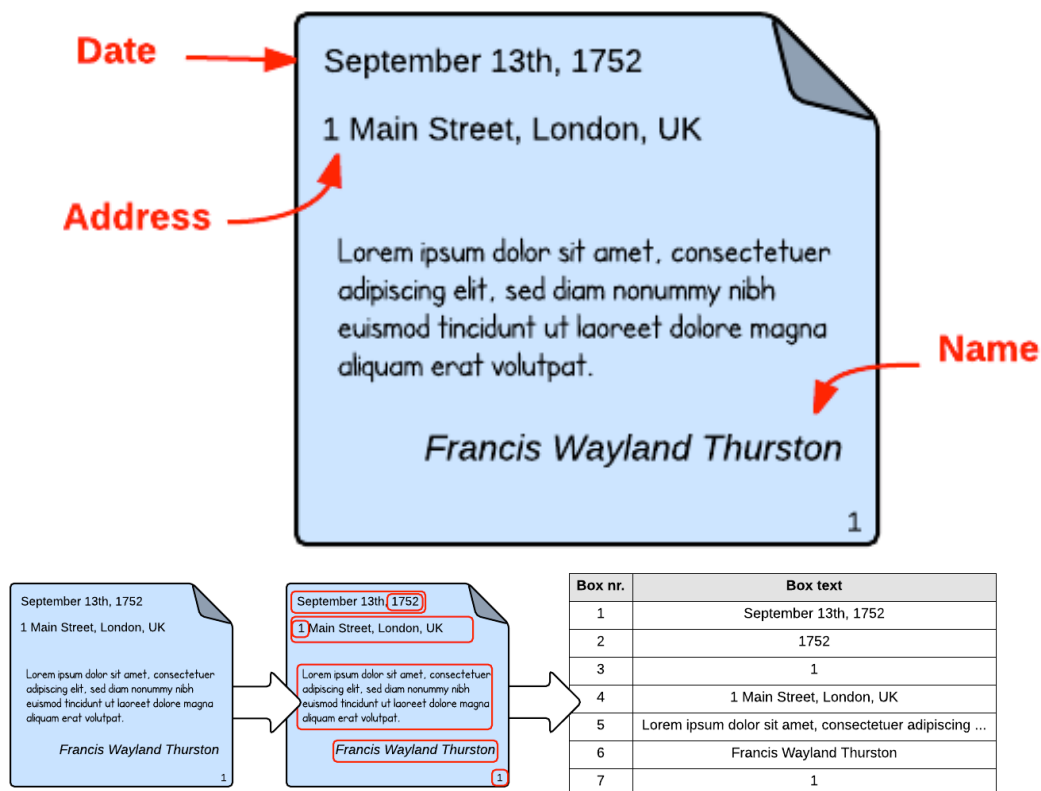 Date
September 13th, 1752
1 Main Street, London, UK
Address
Lorem ipsum dolor sit amet, consectetuer
adipiscing elit, sed diam nonummy nibh
euismod tincidunt ut laoreet dolore magna
aliquam erat volutpat.
Name
Francis Wayland Thurston
1
September 13th, 1752
1 Main Street, London, UK
Lorem ipsum dolor sit amet, consectetuer
adipiscing elit, sed diam nonummy nibh
euismod tincidunt ut laoreet dolore magna
aliquam erat volutpat.
Francis Wayland Thurston
1
September 13th, 1752
1 Main Street, London, UK
Lorem ipsum dolor sit amet, consectetuer
adipiscing elit, sed diam nonummy nibh
euismod tincidunt ut laoreet dolore magna
aliquam erat volutpat.
Francis Wayland Thurston
1
Box nr. Box text
1 September 13th, 1752
2 1752
3 1
4 1 Main Street, London, UK
5 Lorem ipsum dolor sit amet, consectetuer adipiscing ...
6 Francis Wayland Thurston
7 1